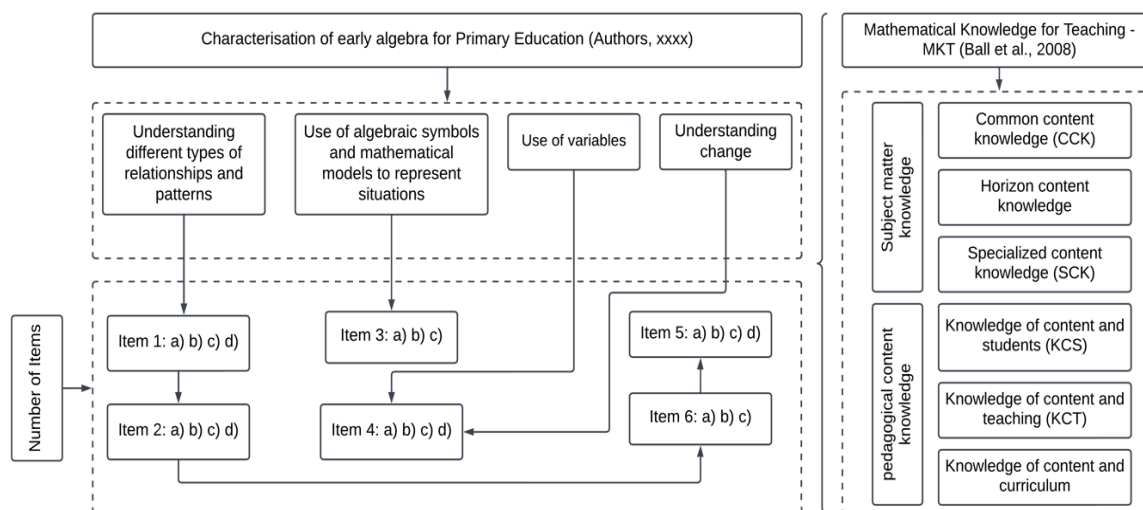 Characterisation of early algebra for Primary Education (Authors, xxxx)
Understanding
different types of
relationships and
patterns
Use of algebraic symbols
and mathematical
models to represent
situations
Use of variables
Understanding
change
Number of Items
Item 1: a) b) c) d)
Item 2: a) b) c) d)
Item 3: a) b) c)
Item 4: a) b) c) d)
Item 5: a) b) c) d)
Item 6: a) b) c)
Mathematical Knowledge for Teaching -
MKT (Ball et al., 2008)
Subject matter
knowledge
Common content
knowledge (CCK)
Horizon content
knowledge
Specialized content
knowledge (SCK)
pedagogical content
knowledge
Knowledge of content and
students (KCS)
Knowledge of content and
teaching (KCT)
Knowledge of content and
curriculum